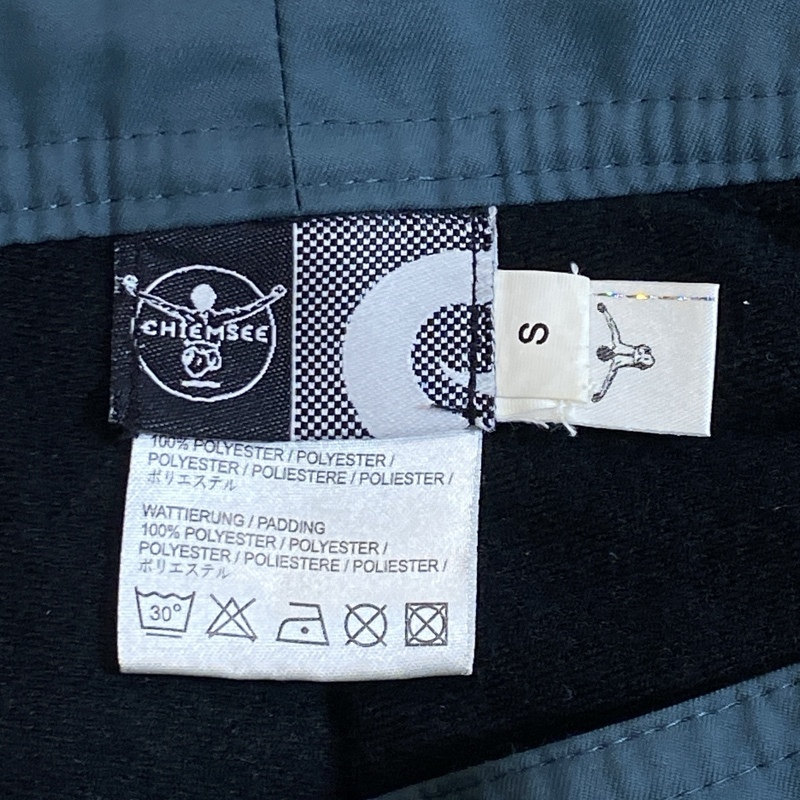 CHIEMSEE
S
100% POLYESTER / POLYESTER /
POLYESTER / POLIESTERE / POLIESTER /
ポリエステル
WATTIERUNG / PADDING
100% POLYESTER / POLYESTER /
POLYESTER / POLIESTERE / POLIESTER /
ポリエステル
30°